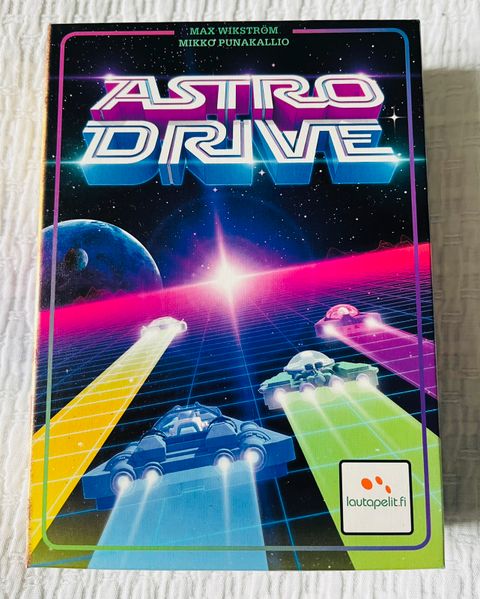 MAX WIKSTRÖM
MIKKO PUNAKALLIO
ASTRO
DRIVE
lautapelit.fi